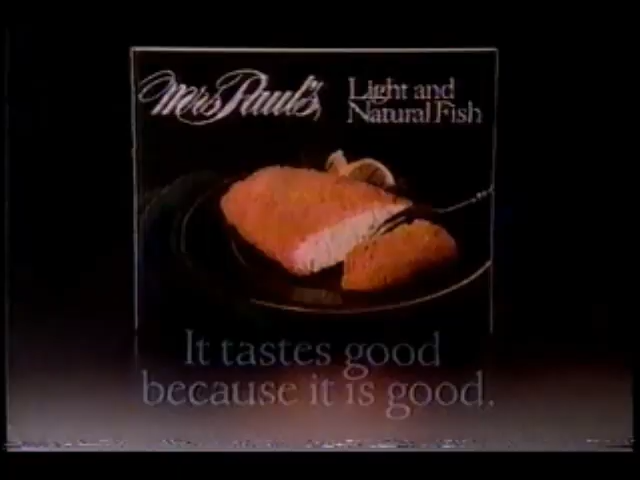 Mrs. Paul's
Light and
Natural Fish
It tastes good
because it is good.